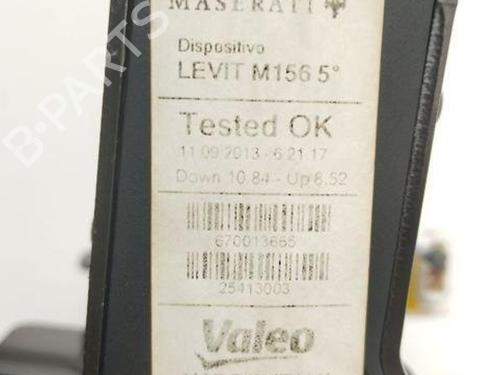 MASERATI
Dispositivo
LEVIT M156 5°
Tested OK
11.09.2013 - 6.21.17
Down 10.84 - Up 8.52
670013665
25413003
Valeo
B-PARTS